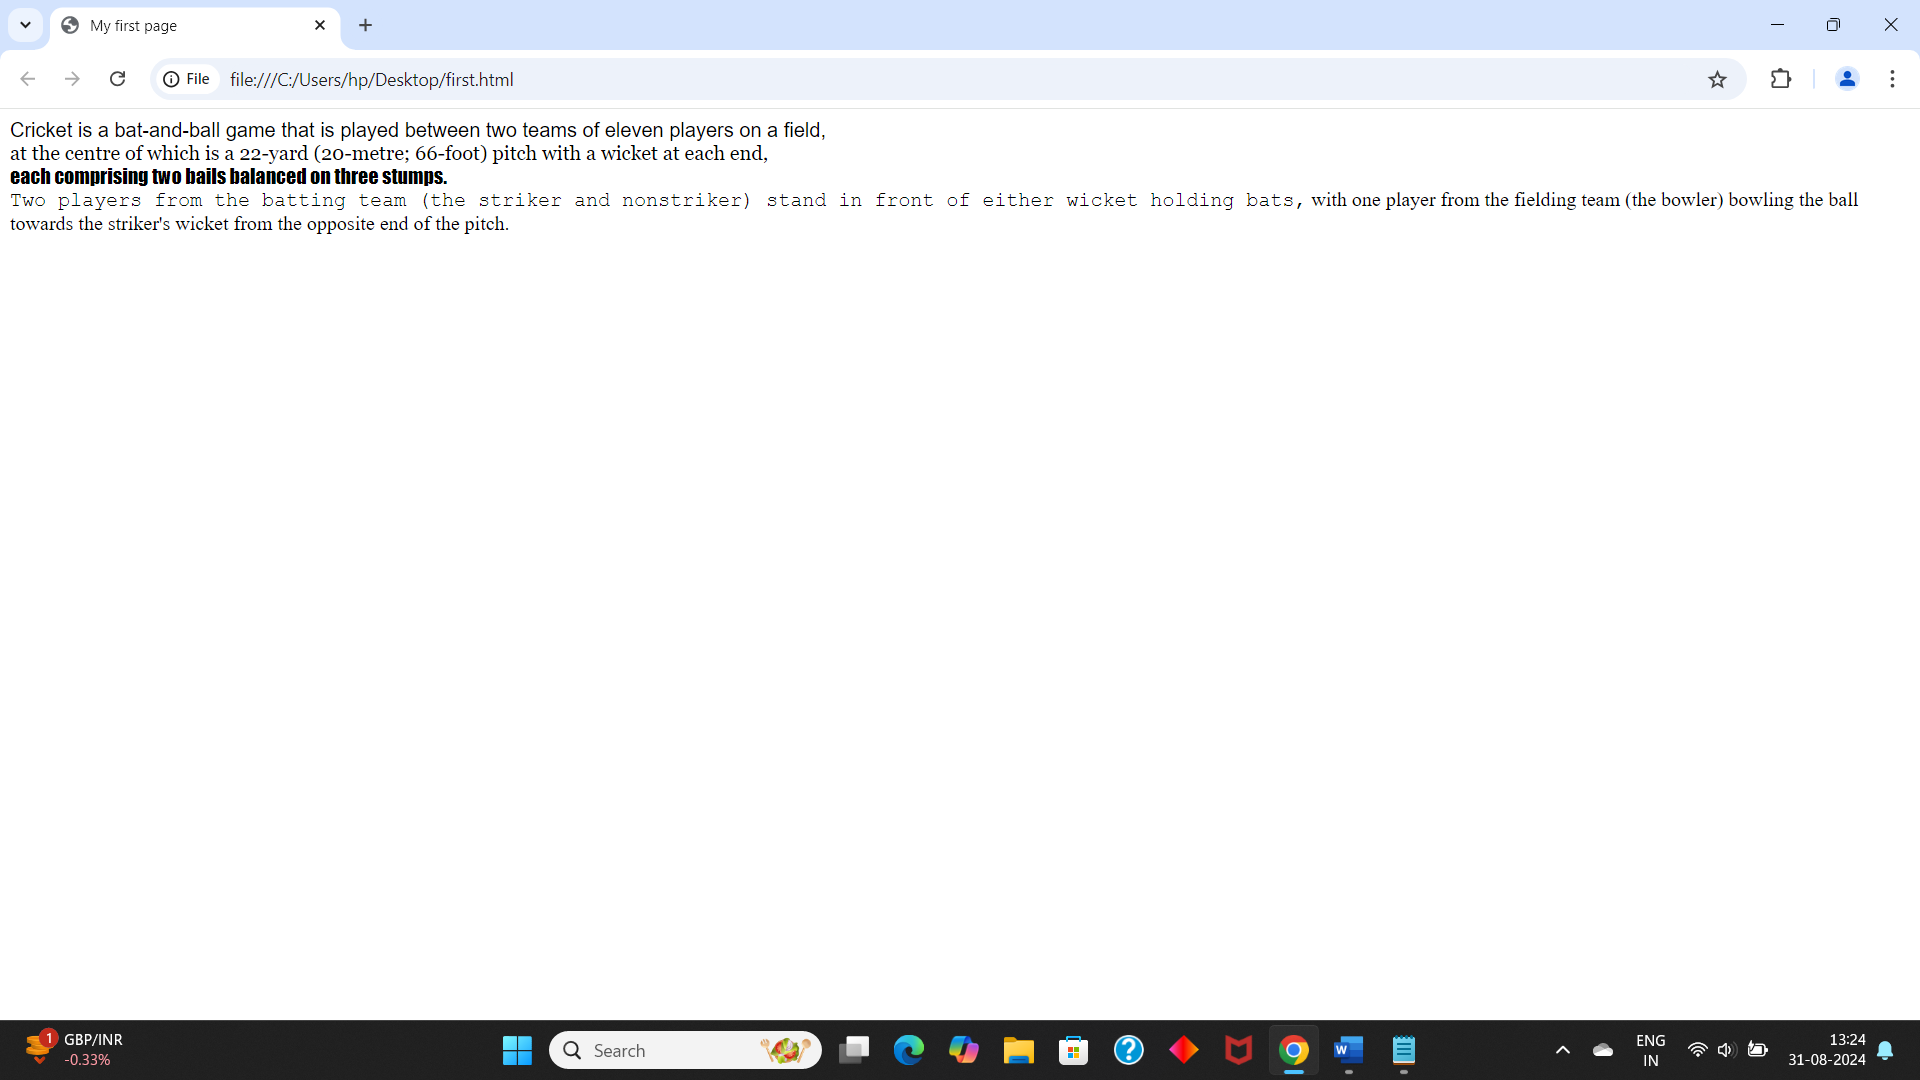 My first page
File
file:///C:/Users/hp/Desktop/first.html
Cricket is a bat-and-ball game that is played between two teams of eleven players on a field,
at the centre of which is a 22-yard (20-metre; 66-foot) pitch with a wicket at each end,
each comprising two bails balanced on three stumps.
Two players from the batting team (the striker and nonstriker) stand in front of either wicket holding bats, with one player from the fielding team (the bowler) bowling the ball
towards the striker's wicket from the opposite end of the pitch.
1
GBP/INR
-0.33%
Search
W
ENG
IN
13:24
31-08-2024